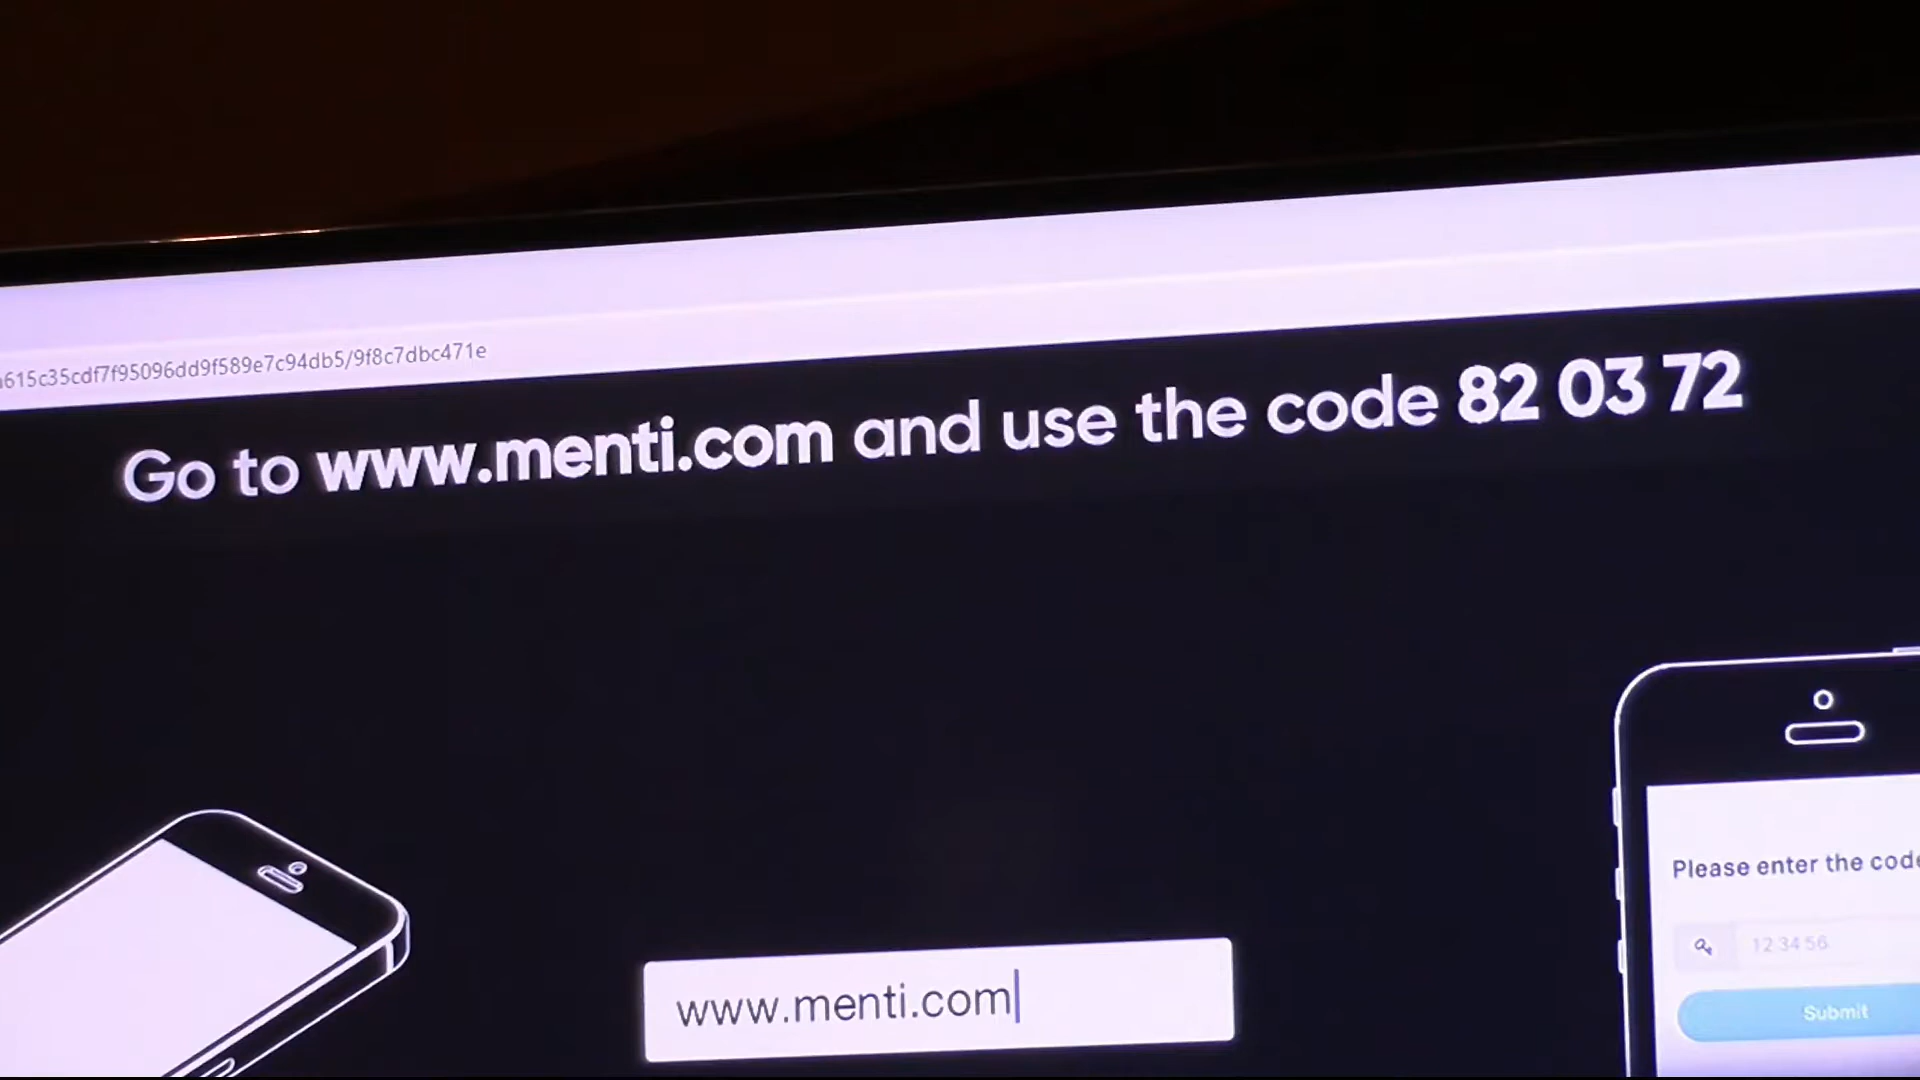 a615c35cdf7f95096dd9f589e7c94db5/9f8c7dbc471e
Go to www.menti.com and use the code 82 03 72
Please enter the code
12 34 56
www.menti.com
Submit